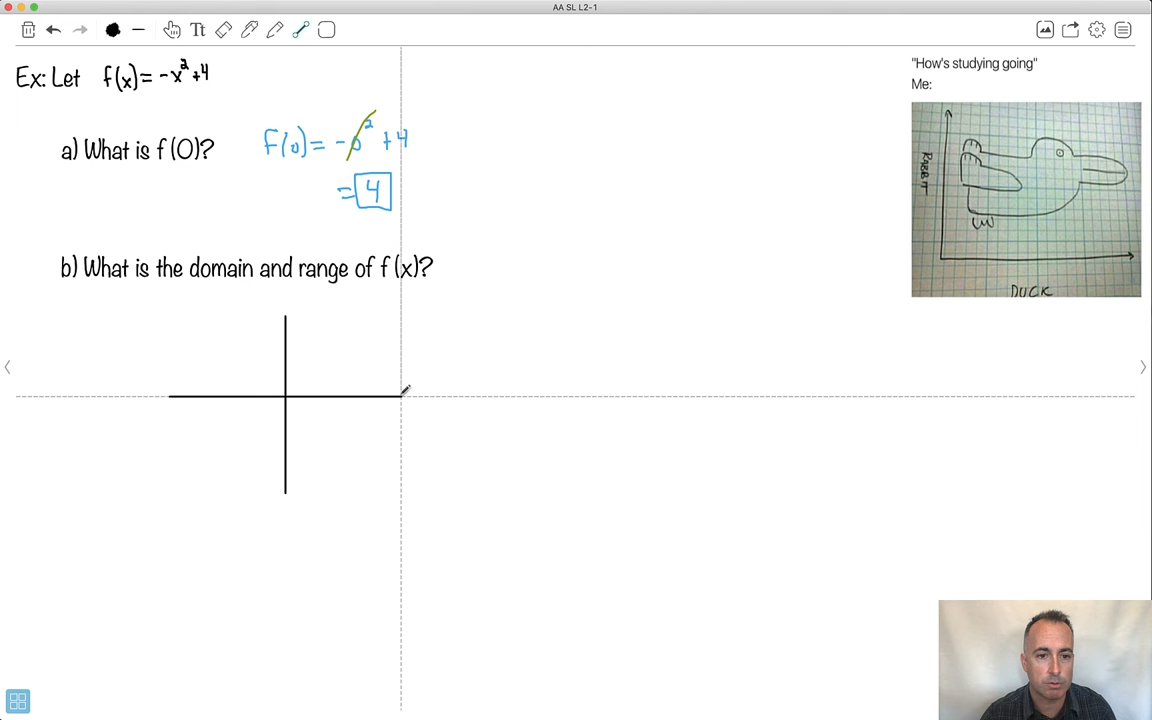 AA SL L2-1
Tt
Ex: Let f(x) = -x² + 4
"How's studying going"
Me:
a) What is f (0)?
f(0) = -0² + 4
= 4
RABBIT
DUCK
b) What is the domain and range of f (x)?